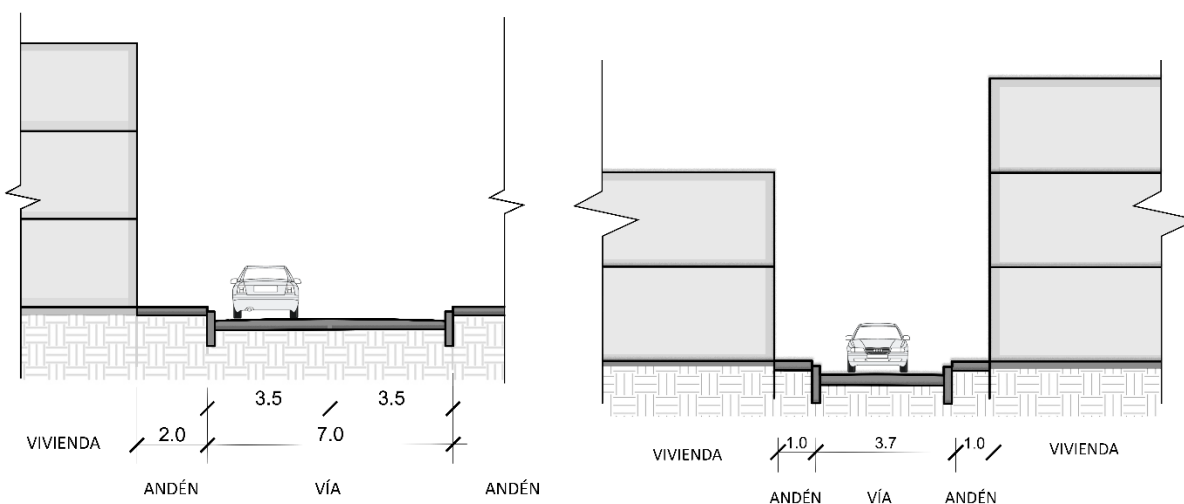 3.5 3.5
VIVIENDA 2.0 7.0
ANDÉN VÍA ANDÉN
VIVIENDA 1.0 3.7 1.0 VIVIENDA
ANDÉN VÍA ANDÉN